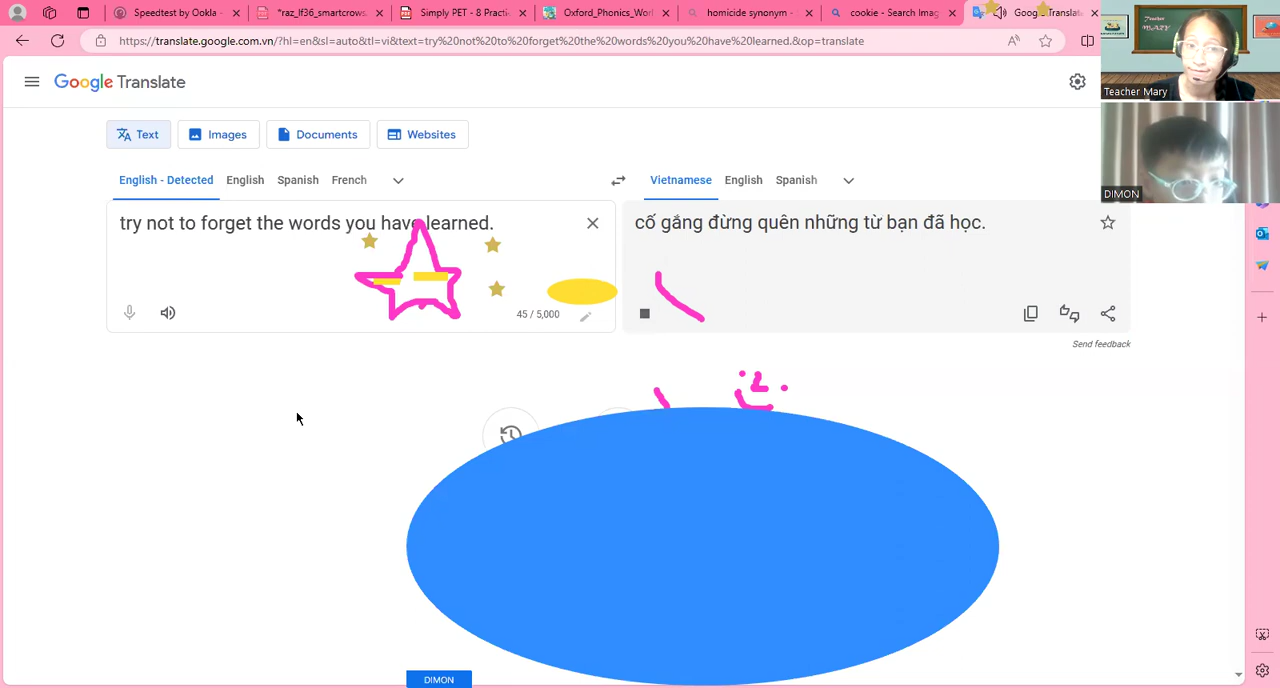 Speedtest by Ookla -
*raz_lf36_smartcrows.
Simply PET - 8 Practi
Oxford_Phonics_Worl
homicide synonym -
cookie - Search Imag
Google Translate
https://translate.google.com.vn/?hl=en&sl=auto&tl=vi&text=try%20not%20to%20forget%20the%20words%20you%20have%20learned.&op=translate
Google Translate
Teacher Mary
Text Images Documents Websites
English - Detected English Spanish French
Vietnamese English Spanish
DIMON
try not to forget the words you have learned.
cố gắng đừng quên những từ bạn đã học.
45 / 5,000
Send feedback
DIMON